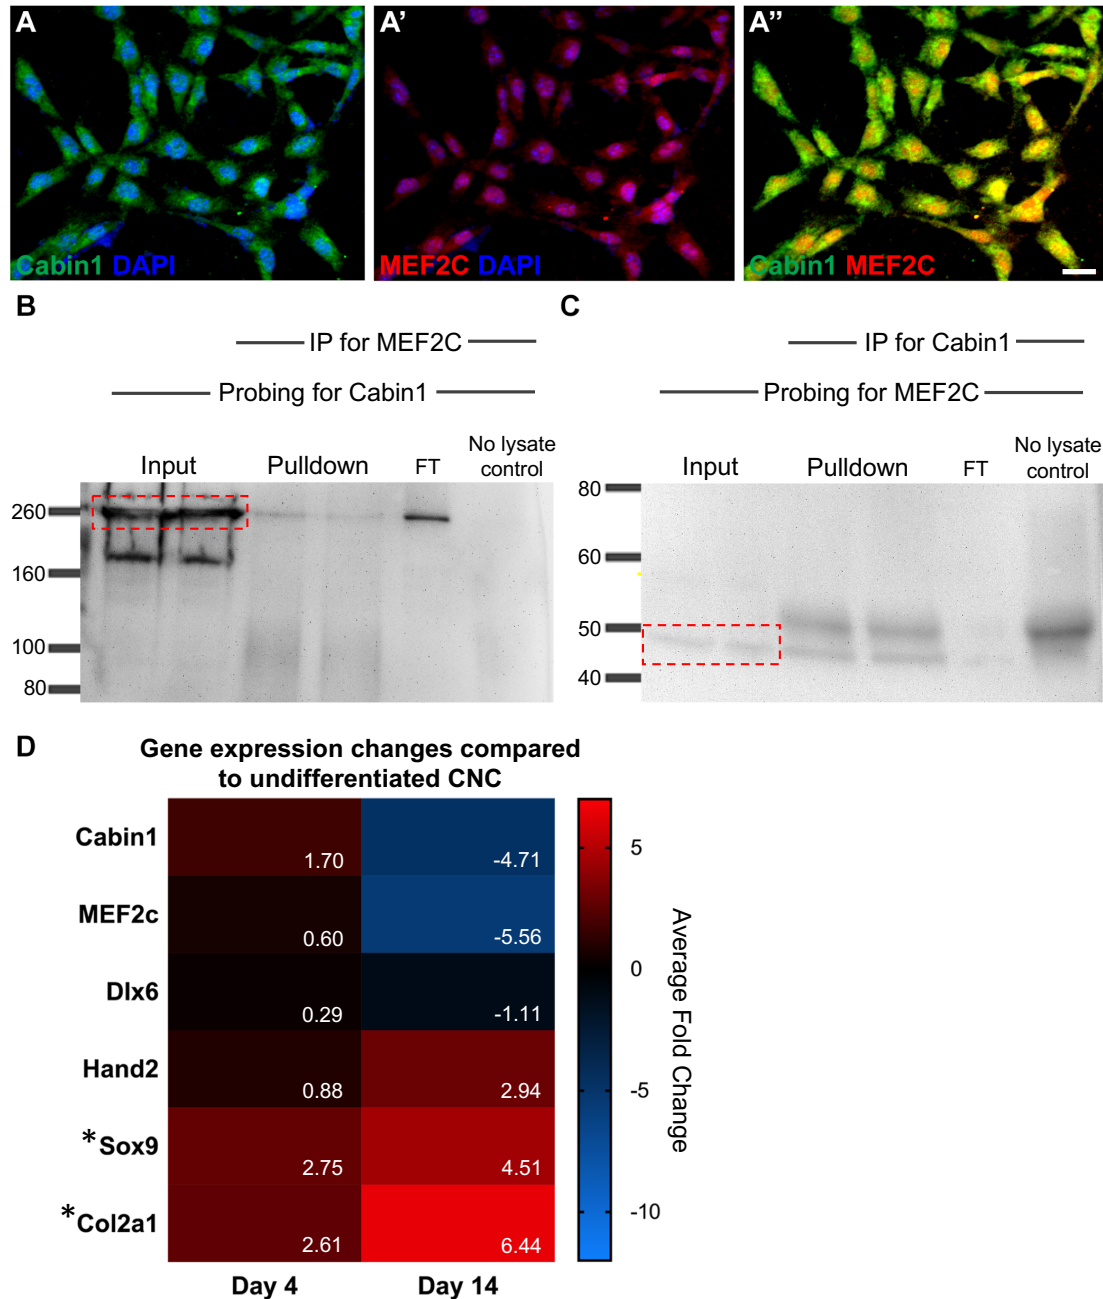 A
Cabin1 DAPI
A'
MEF2C DAPI
A"
Cabin1 MEF2C
B
IP for MEF2C
Probing for Cabin1
Input
Pulldown
FT
No lysate
control
260
160
100
80
C
IP for Cabin1
Probing for MEF2C
Input
Pulldown
FT
No lysate
control
80
60
50
40
D
Gene expression changes compared
to undifferentiated CNC
Cabin1 1.70 -4.71
MEF2c 0.60 -5.56
Dlx6 0.29 -1.11
Hand2 0.88 2.94
*Sox9 2.75 4.51
*Col2a1 2.61 6.44
Day 4 Day 14
5
0
-5
-10
Average Fold Change